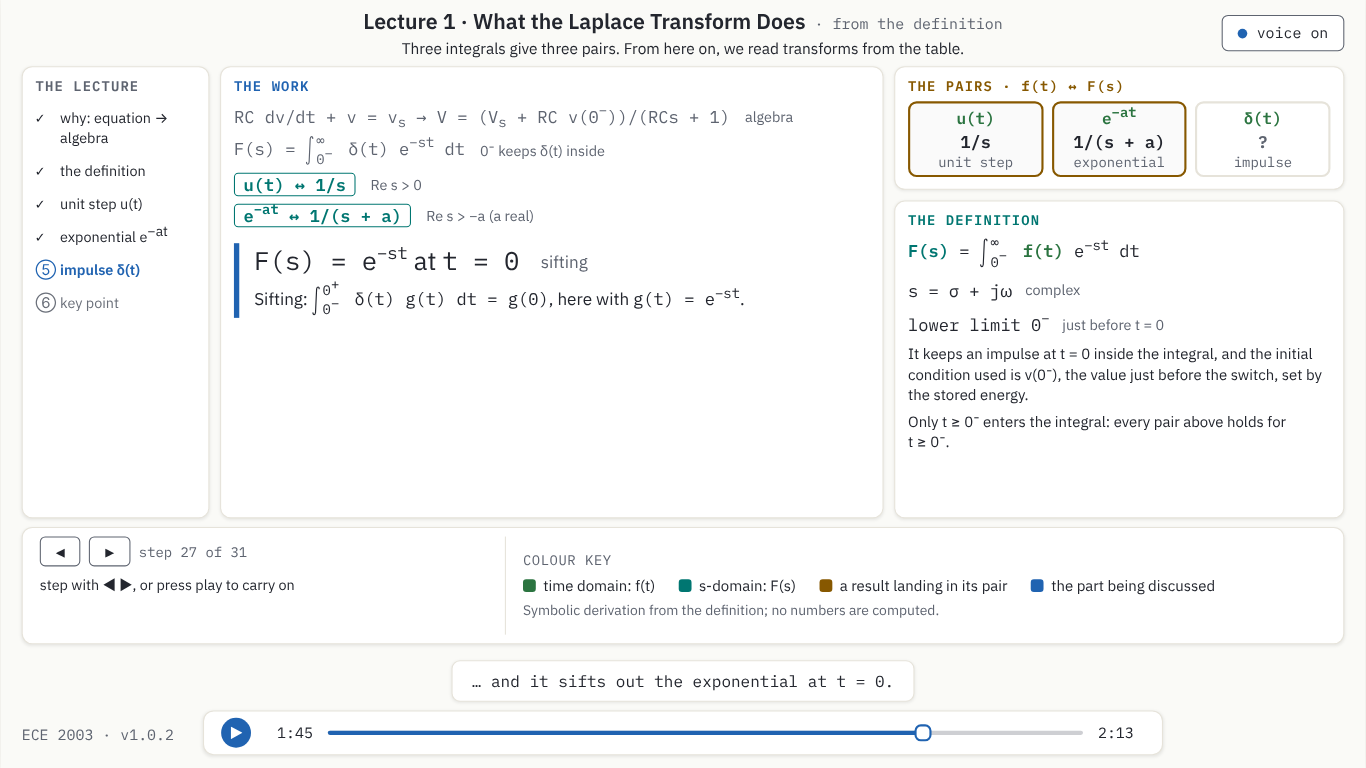 Lecture 1 · What the Laplace Transform Does · from the definition
Three integrals give three pairs. From here on, we read transforms from the table.
voice on
THE LECTURE
✓ why: equation →
algebra
✓ the definition
✓ unit step u(t)
✓ exponential e⁻ᵃᵗ
⑤ impulse δ(t)
⑥ key point
THE WORK
RC dv/dt + v = vₛ → V = (Vₛ + RC v(0⁻))/(RCs + 1) algebra
F(s) = ∫₀₋^∞ δ(t) e⁻ˢᵗ dt 0⁻ keeps δ(t) inside
u(t) ↔ 1/s Re s > 0
e⁻ᵃᵗ ↔ 1/(s + a) Re s > −a (a real)
F(s) = e⁻ˢᵗ at t = 0 sifting
Sifting: ∫₀₋^0⁺ δ(t) g(t) dt = g(0), here with g(t) = e⁻ˢᵗ.
THE PAIRS · f(t) ↔ F(s)
u(t)
1/s
unit step
e⁻ᵃᵗ
1/(s + a)
exponential
δ(t)
?
impulse
THE DEFINITION
F(s) = ∫₀₋^∞ f(t) e⁻ˢᵗ dt
s = σ + jω complex
lower limit 0⁻ just before t = 0
It keeps an impulse at t = 0 inside the integral, and the initial
condition used is v(0⁻), the value just before the switch, set by
the stored energy.
Only t ≥ 0⁻ enters the integral: every pair above holds for
t ≥ 0⁻.
◀ ▶ step 27 of 31
step with ◀ ▶, or press play to carry on
COLOUR KEY
time domain: f(t) s-domain: F(s) a result landing in its pair the part being discussed
Symbolic derivation from the definition; no numbers are computed.
… and it sifts out the exponential at t = 0.
ECE 2003 · v1.0.2
1:45
2:13